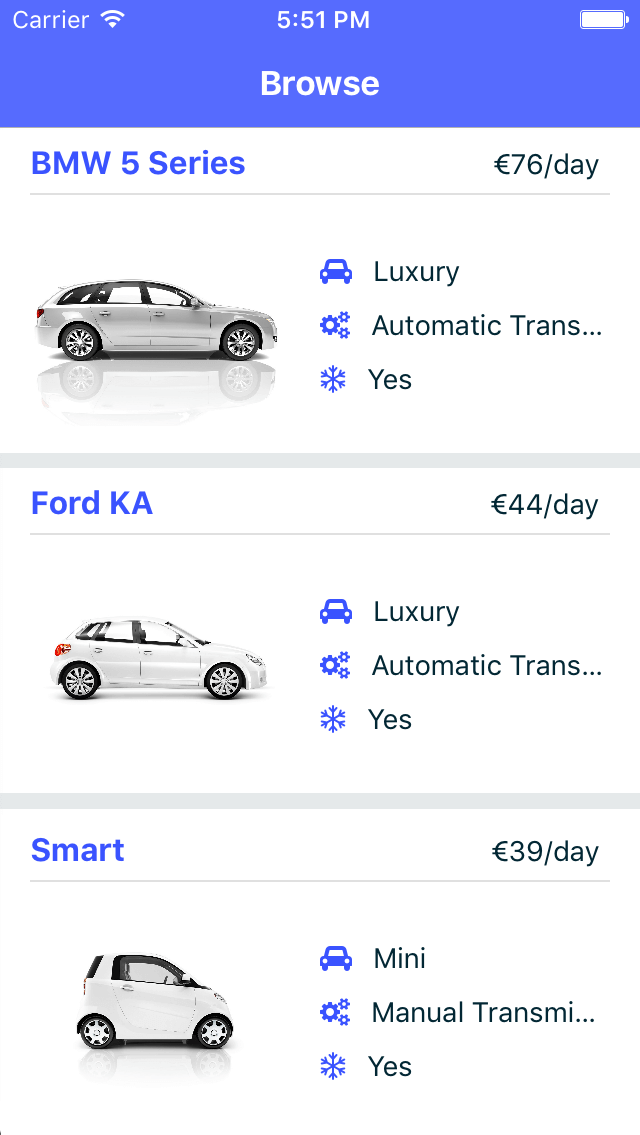 Carrier 5:51 PM
Browse
BMW 5 Series €76/day
Luxury
Automatic Trans...
Yes
Ford KA €44/day
Luxury
Automatic Trans...
Yes
Smart €39/day
Mini
Manual Transmi...
Yes